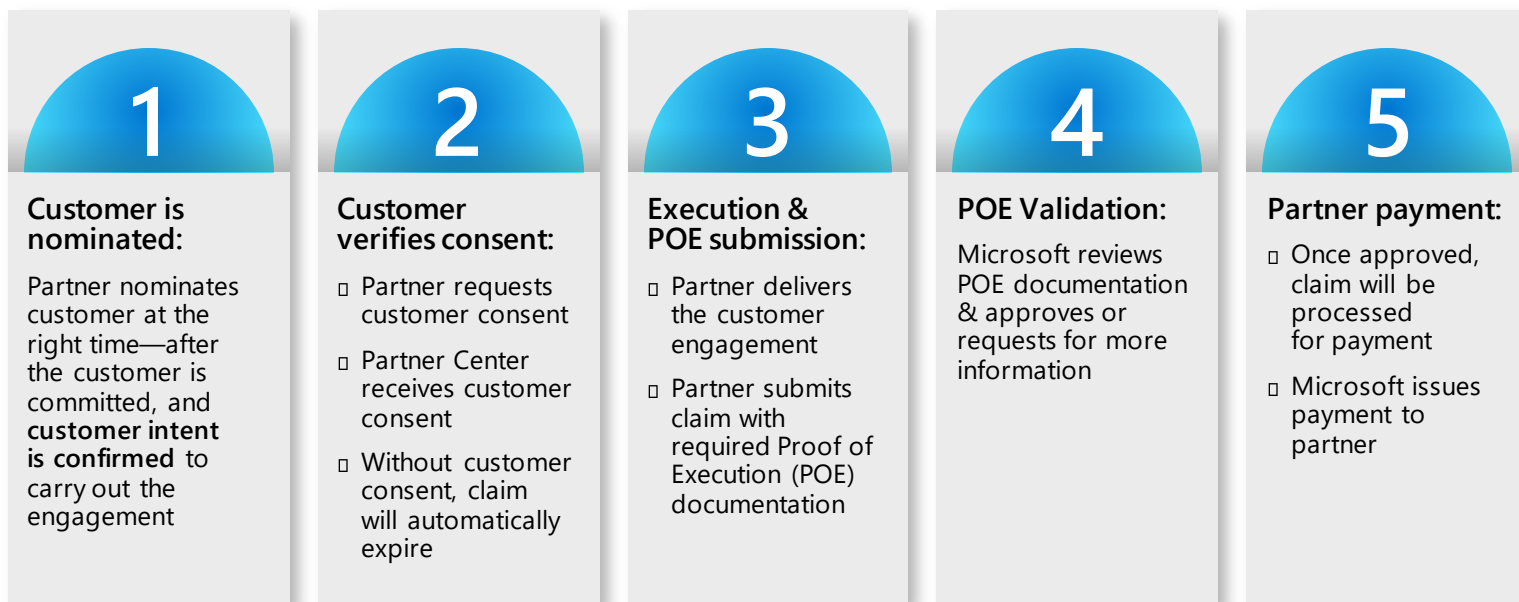 1
Customer is
nominated:
Partner nominates
customer at the
right time—after
the customer is
committed, and
customer intent
is confirmed to
carry out the
engagement
2
Customer
verifies consent:
▯ Partner requests
customer consent
▯ Partner Center
receives customer
consent
▯ Without customer
consent, claim
will automatically
expire
3
Execution &
POE submission:
▯ Partner delivers
the customer
engagement
▯ Partner submits
claim with
required Proof of
Execution (POE)
documentation
4
POE Validation:
Microsoft reviews
POE documentation
& approves or
requests for more
information
5
Partner payment:
▯ Once approved,
claim will be
processed
for payment
▯ Microsoft issues
payment to
partner